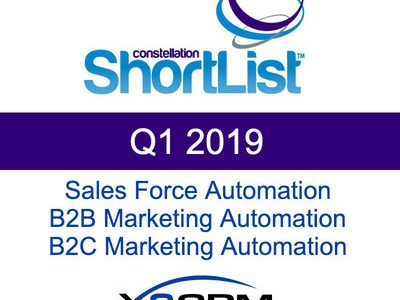 constellation
ShortList™
Q1 2019
Sales Force Automation
B2B Marketing Automation
B2C Marketing Automation